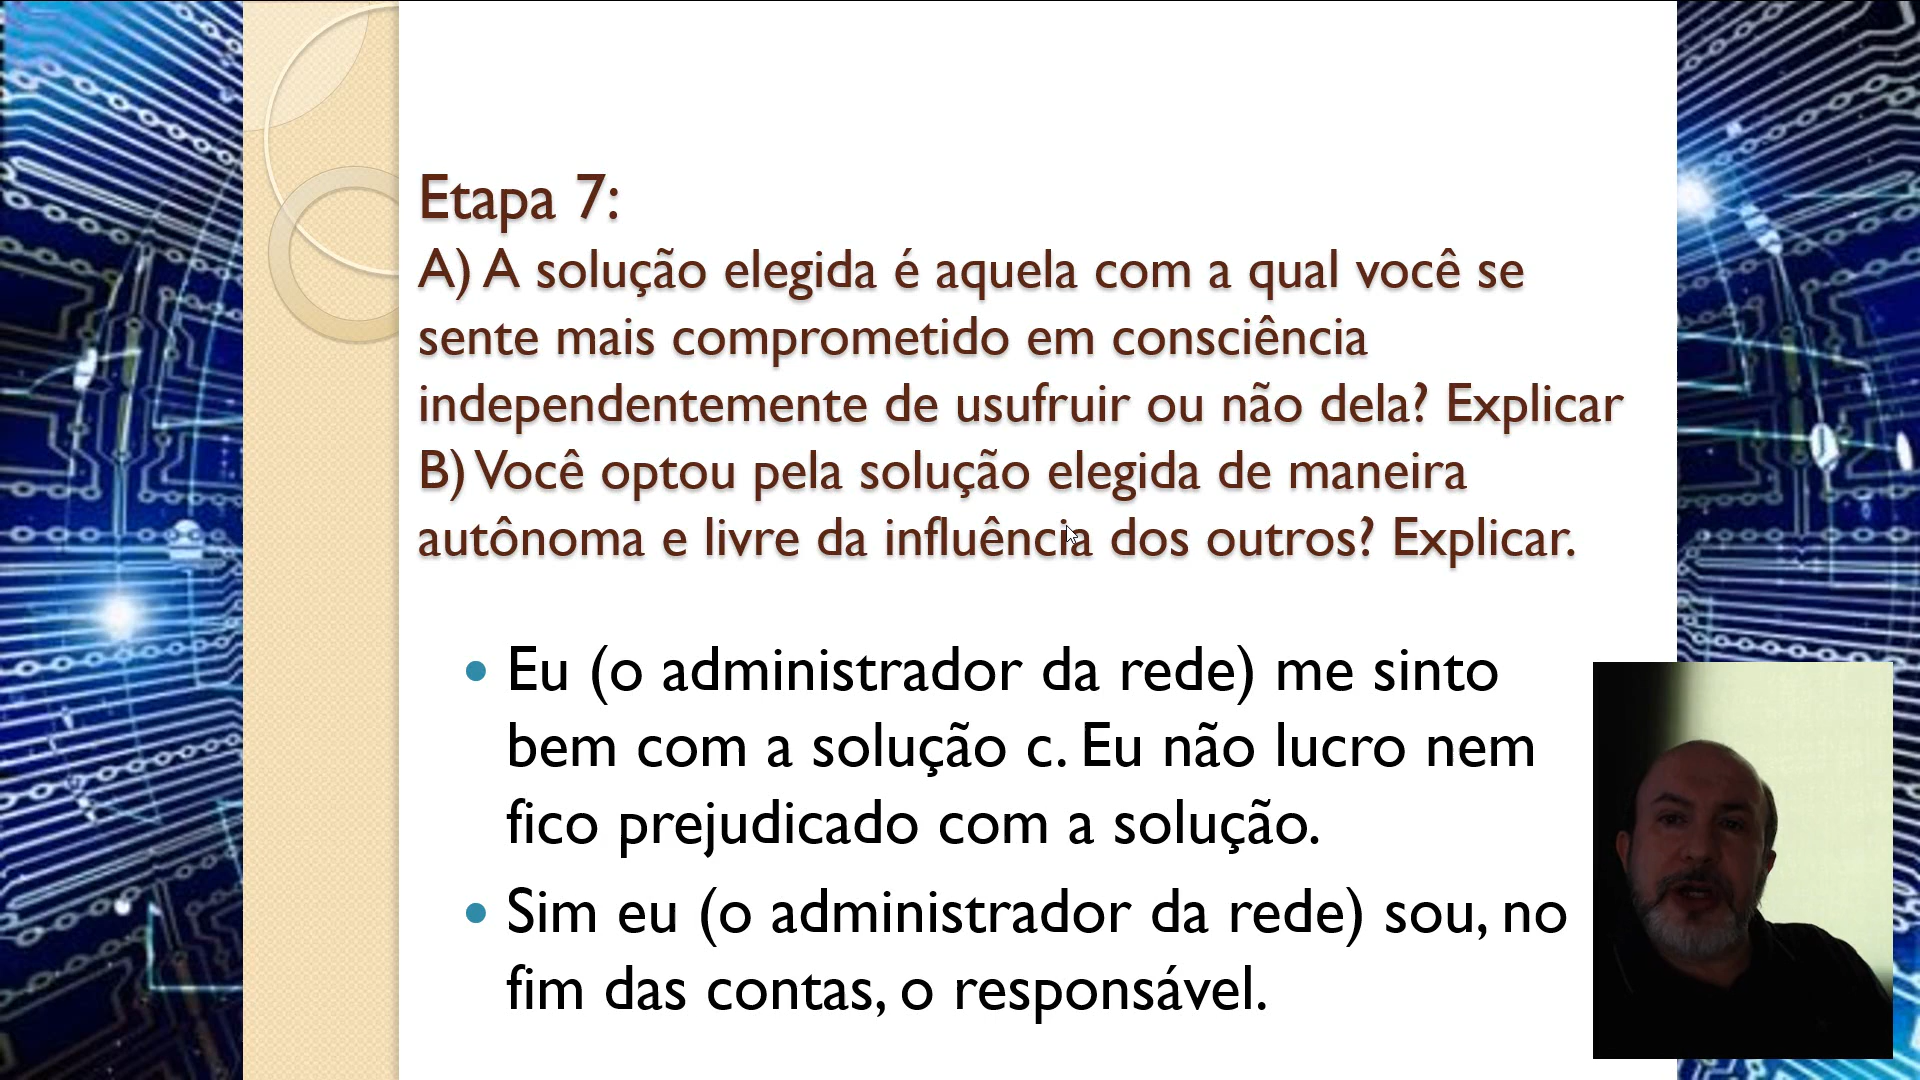 Etapa 7:
A) A solução elegida é aquela com a qual você se
sente mais comprometido em consciência
independentemente de usufruir ou não dela? Explicar
B) Você optou pela solução elegida de maneira
autônoma e livre da influência dos outros? Explicar.
Eu (o administrador da rede) me sinto
bem com a solução c. Eu não lucro nem
fico prejudicado com a solução.
Sim eu (o administrador da rede) sou, no
fim das contas, o responsável.